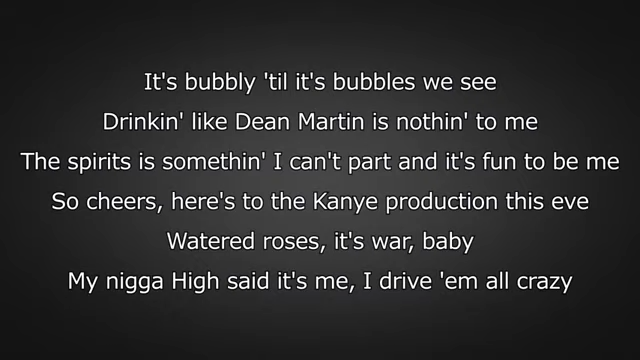 It's bubbly 'til it's bubbles we see
Drinkin' like Dean Martin is nothin' to me
The spirits is somethin' I can't part and it's fun to be me
So cheers, here's to the Kanye production this eve
Watered roses, it's war, baby
My nigga High said it's me, I drive 'em all crazy